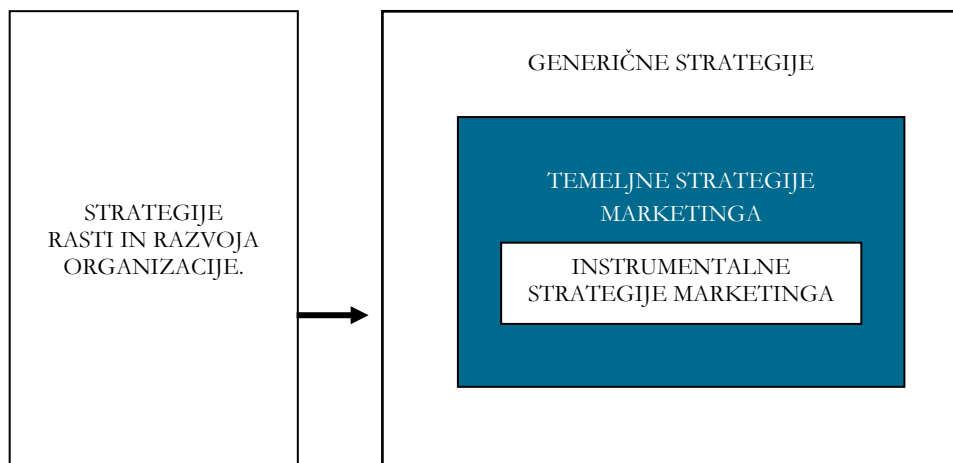 STRATEGIJE
RASTI IN RAZVOJA
ORGANIZACIJE.
GENERIČNE STRATEGIJE
TEMELJNE STRATEGIJE
MARKETINGA
INSTRUMENTALNE
STRATEGIJE MARKETINGA